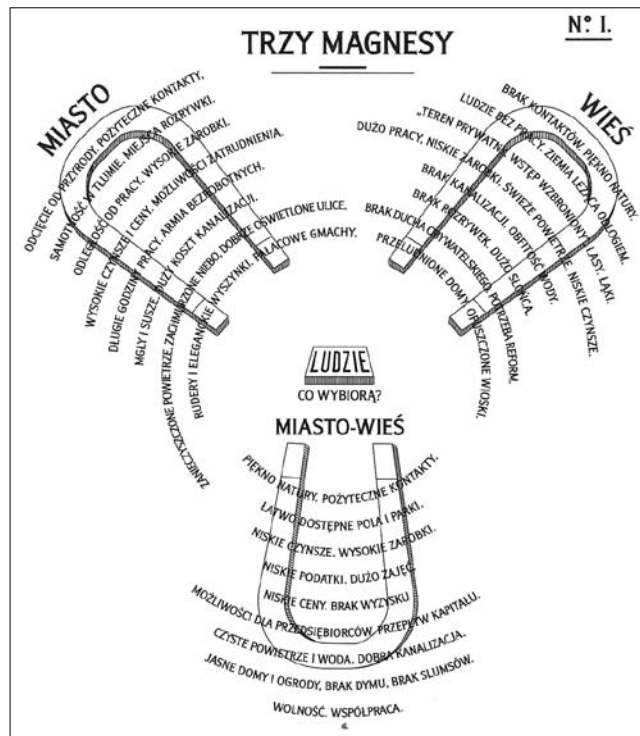 Nº I.
TRZY MAGNESY
MIASTO
ODCIĘCIE OD PRZYRODY. POŻYTECZNE KONTAKTY.
SAMOTNOŚĆ W TŁUMIE. MIEJSCA ROZRYWKI.
ODLEGŁOŚĆ OD PRACY. WYSOKIE ZAROBKI.
WYSOKIE CZYNSZE I CENY. MOŻLIWOŚCI ZATRUDNIENIA.
DŁUGIE GODZINY PRACY. ARMIA BEZROBOTNYCH.
MGŁY I SUSZE. DUŻY KOSZT KANALIZACJI.
ZANIECZYSZCZONE POWIETRZE. ZACHMURZONE NIEBO. DOBRZE OŚWIETLONE ULICE.
RUDERY I ELEGANCKIE WYSZYNKI. PAŁACOWE GMACHY.
WIEŚ
BRAK KONTAKTÓW. PIĘKNO NATURY.
LUDZIE BEZ PRACY. ZIEMIA LEŻĄCA ODŁOGIEM.
„TEREN PRYWATNY. WSTĘP WZBRONIONY". LASY. ŁĄKI.
DUŻO PRACY. NISKIE ZAROBKI. ŚWIEŻE POWIETRZE. NISKIE CZYNSZE.
BRAK KANALIZACJI. OBFITOŚĆ WODY.
BRAK ROZRYWEK. DUŻO SŁOŃCA.
BRAK DUCHA OBYWATELSKIEGO. POTRZEBA REFORM.
PRZELUDNIONE DOMY. OPUSZCZONE WIOSKI.
LUDZIE
CO WYBIORĄ?
MIASTO-WIEŚ
PIĘKNO NATURY. POŻYTECZNE KONTAKTY.
ŁATWO DOSTĘPNE POLA I PARKI.
NISKIE CZYNSZE. WYSOKIE ZAROBKI.
NISKIE PODATKI. DUŻO ZAJĘĆ.
NISKIE CENY. BRAK WYZYSKU
MOŻLIWOŚCI DLA PRZEDSIĘBIORCÓW. PRZEPŁYW KAPITAŁU.
CZYSTE POWIETRZE I WODA. DOBRA KANALIZACJA.
JASNE DOMY I OGRODY, BRAK DYMU, BRAK SLUMSÓW.
WOLNOŚĆ. WSPÓŁPRACA.